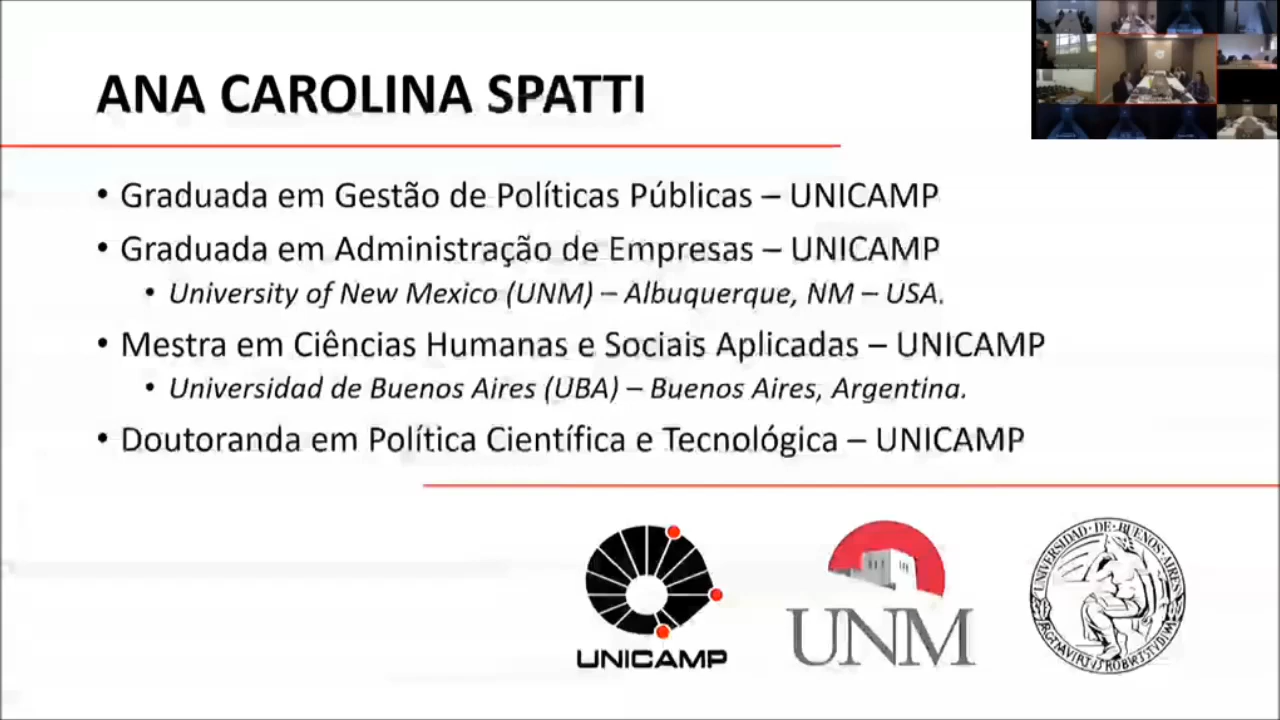 ANA CAROLINA SPATTI
• Graduada em Gestão de Políticas Públicas – UNICAMP
• Graduada em Administração de Empresas – UNICAMP
• University of New Mexico (UNM) – Albuquerque, NM – USA.
• Mestra em Ciências Humanas e Sociais Aplicadas – UNICAMP
• Universidad de Buenos Aires (UBA) – Buenos Aires, Argentina.
• Doutoranda em Política Científica e Tecnológica – UNICAMP
UNICAMP
UNM
UNIVERSIDAD·DE·BUENOS·AIRES